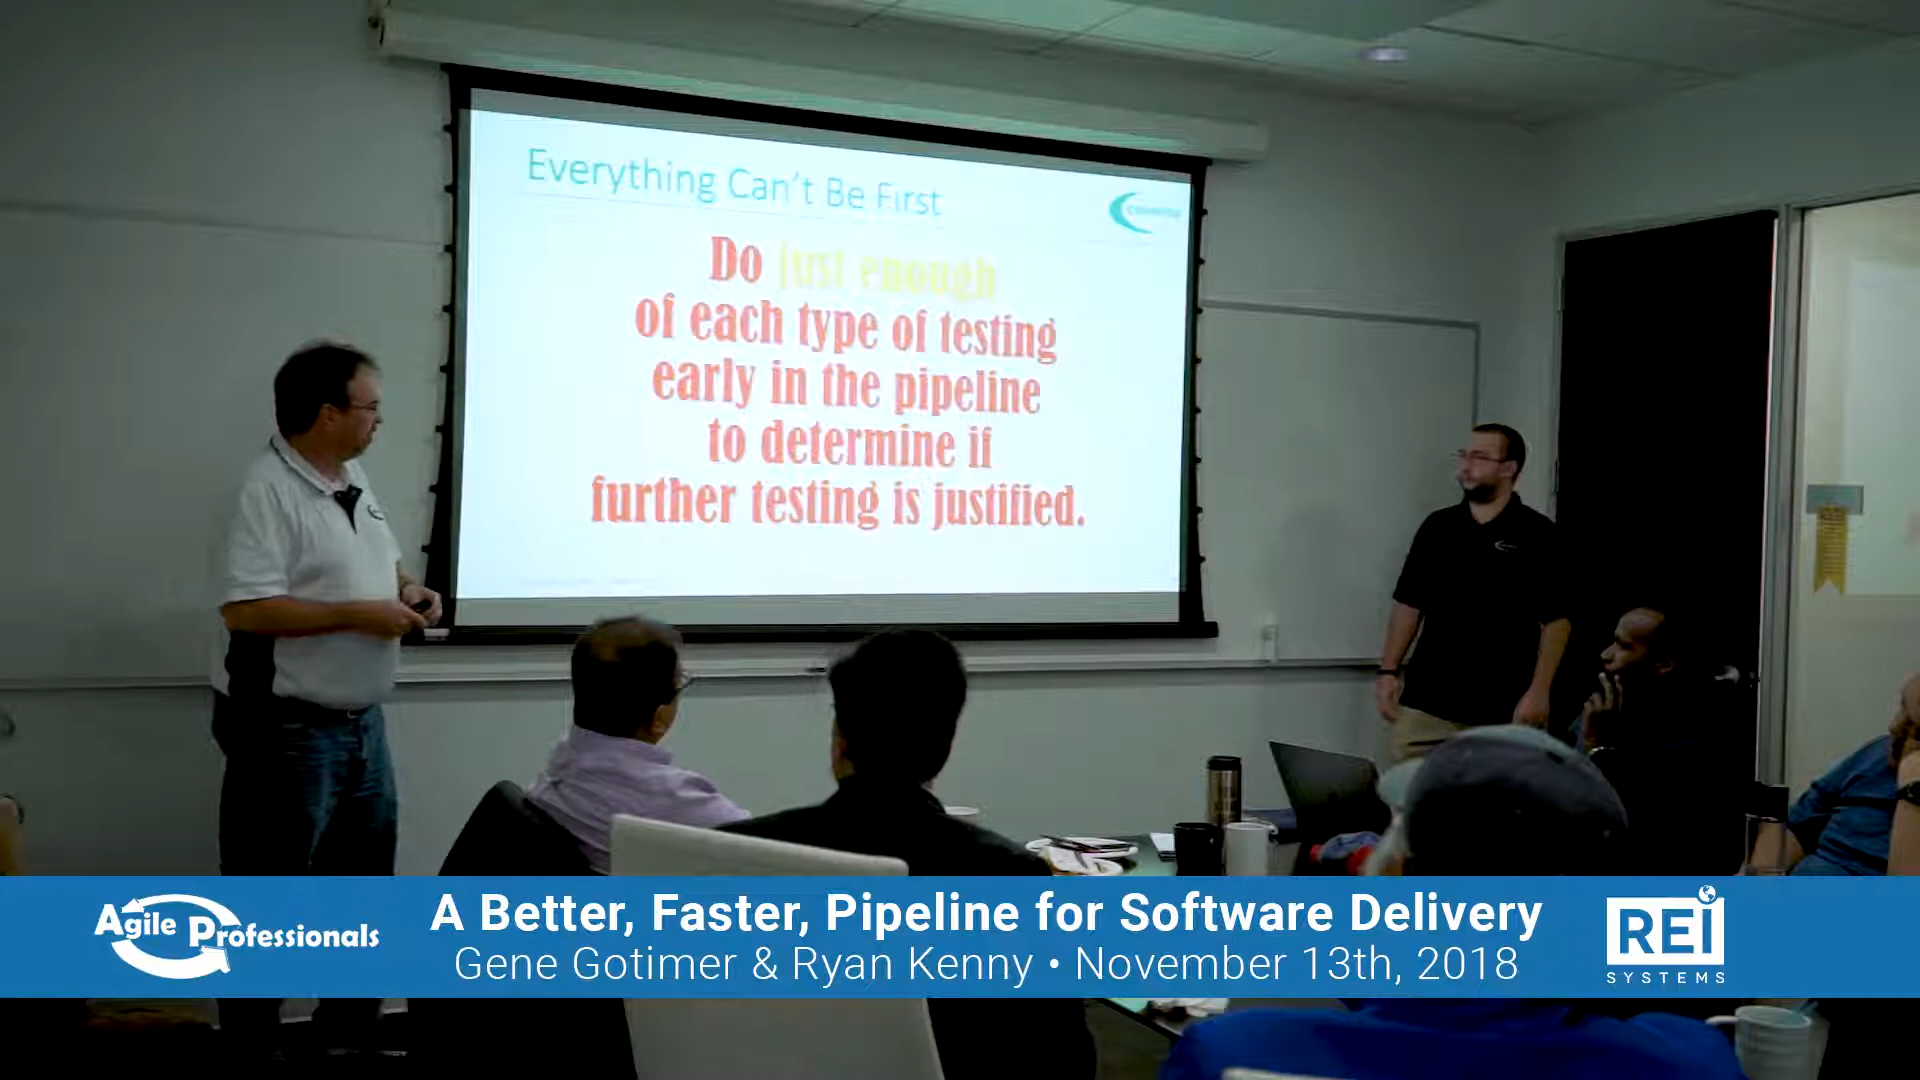 Everything Can't Be First
Do just enough
of each type of testing
early in the pipeline
to determine if
further testing is justified.
Agile Professionals
A Better, Faster, Pipeline for Software Delivery
Gene Gotimer & Ryan Kenny • November 13th, 2018
REI
SYSTEMS